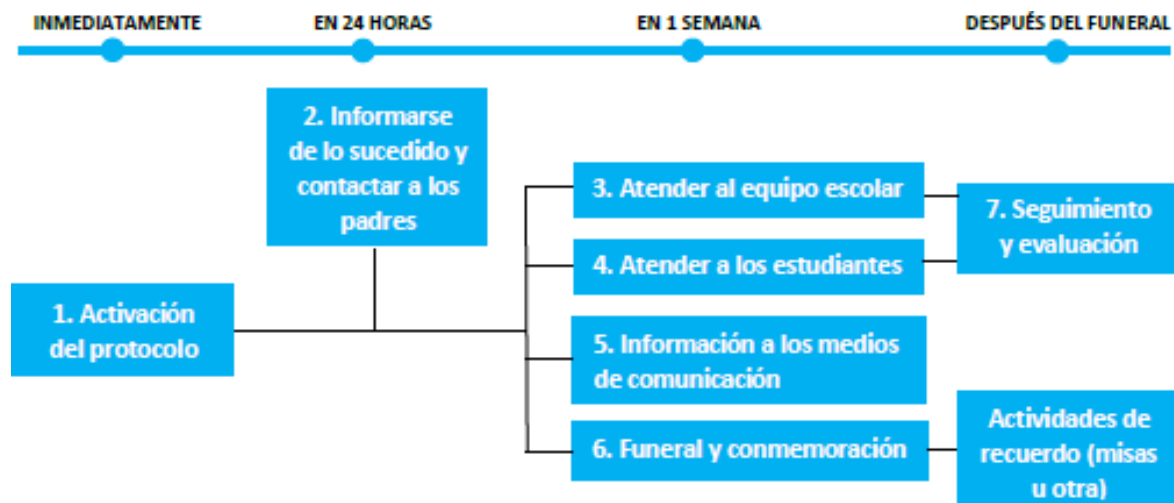 INMEDIATAMENTE
EN 24 HORAS
EN 1 SEMANA
DESPUÉS DEL FUNERAL
1. Activación
del protocolo
2. Informarse
de lo sucedido y
contactar a los
padres
3. Atender al equipo escolar
4. Atender a los estudiantes
5. Información a los medios
de comunicación
6. Funeral y conmemoración
7. Seguimiento
y evaluación
Actividades de
recuerdo (misas
u otra)